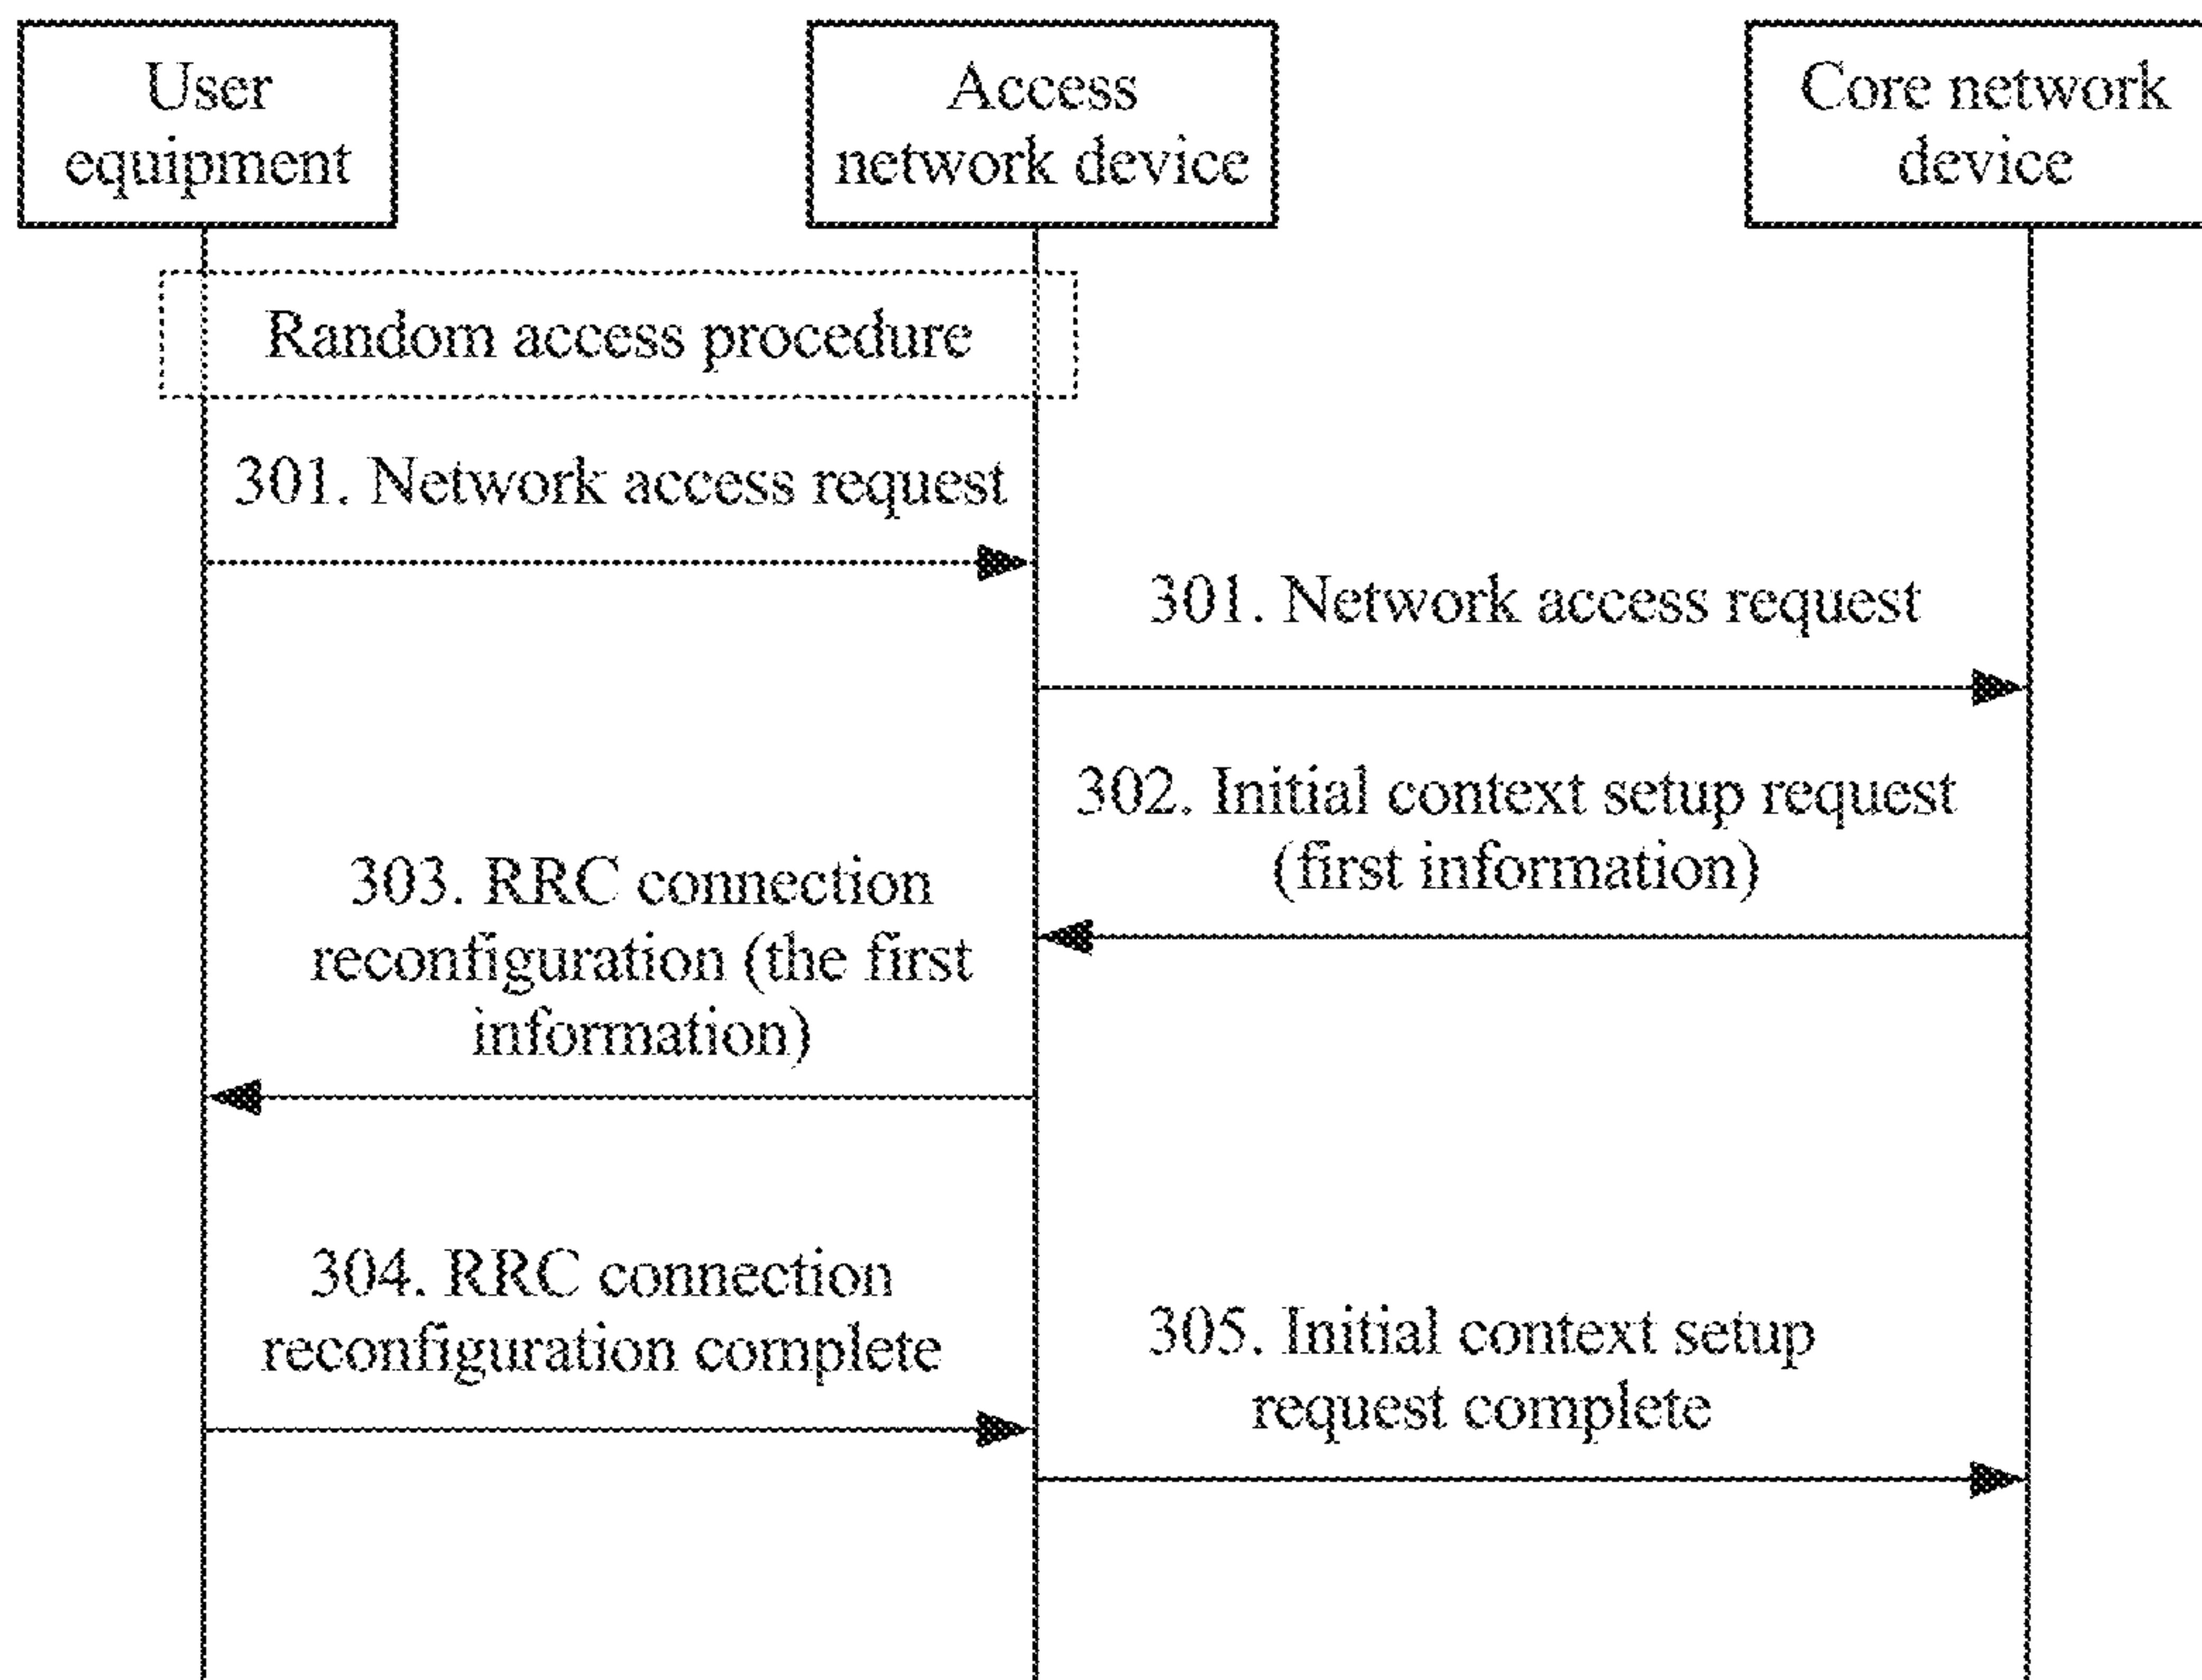 User
equipment
Access
network device
Core network
device
Random access procedure
301. Network access request
301. Network access request
302. Initial context setup request
(first information)
303. RRC connection
reconfiguration (the first
information)
304. RRC connection
reconfiguration complete
305. Initial context setup
request complete